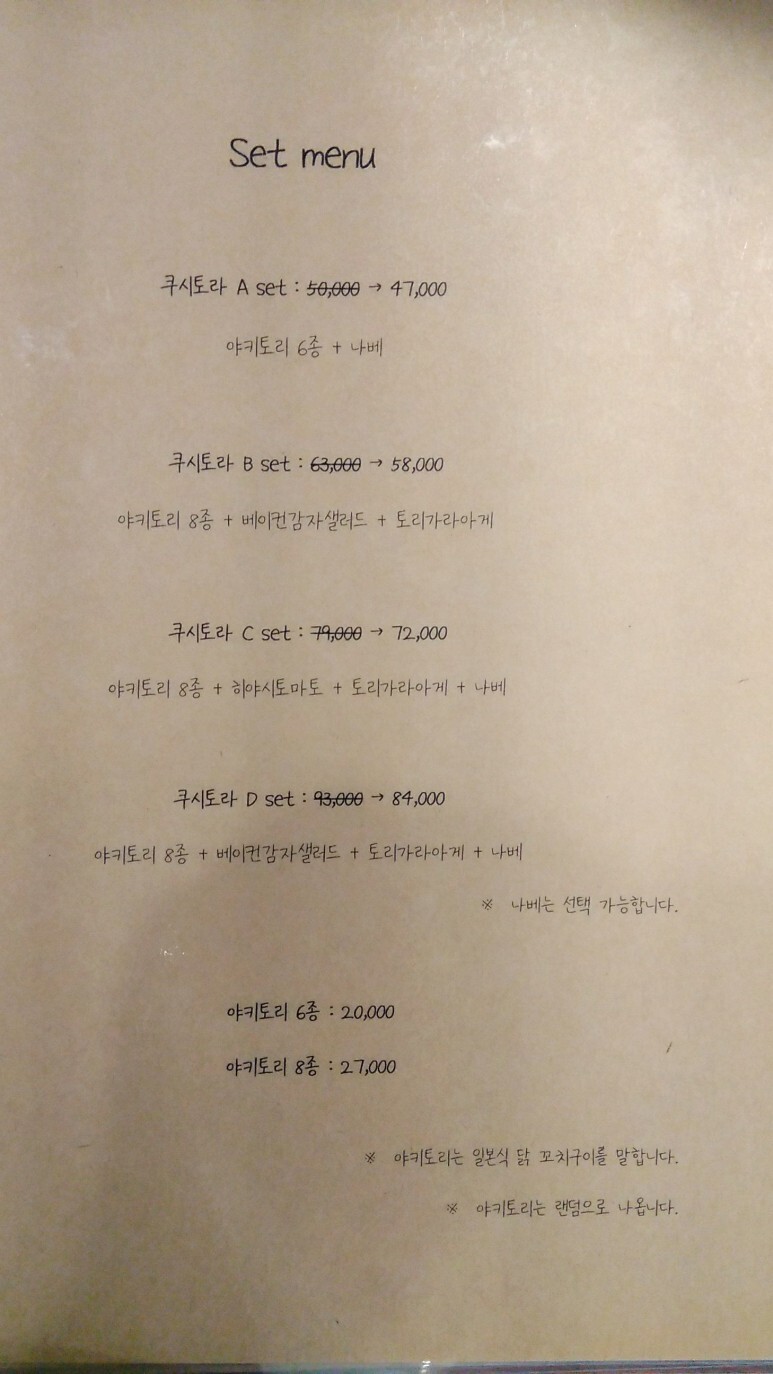 Set menu
쿠시토라 A set : 50,000 → 47,000
야키토리 6종 + 나베
쿠시토라 B set : 63,000 → 58,000
야키토리 8종 + 베이컨감자샐러드 + 토리가라아게
쿠시토라 C set : 79,000 → 72,000
야키토리 8종 + 히야시토마토 + 토리가라아게 + 나베
쿠시토라 D set : 93,000 → 84,000
야키토리 8종 + 베이컨감자샐러드 + 토리가라아게 + 나베
※ 나베는 선택 가능합니다.
야키토리 6종 : 20,000
야키토리 8종 : 27,000
※ 야키토리는 일본식 닭 꼬치구이를 말합니다.
※ 야키토리는 랜덤으로 나옵니다.